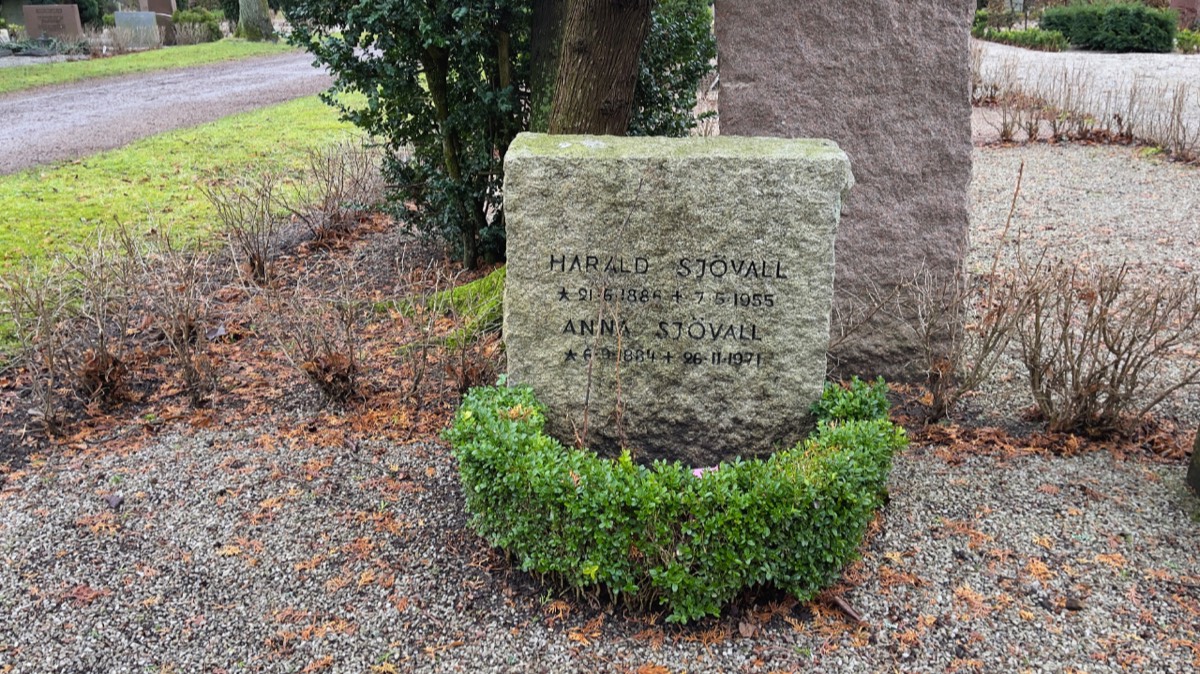 HARALD SJÖVALL
★ 21·6·1886 + 7·5·1955
ANNA SJÖVALL
★ 6·9·1884 + 26·11·1971